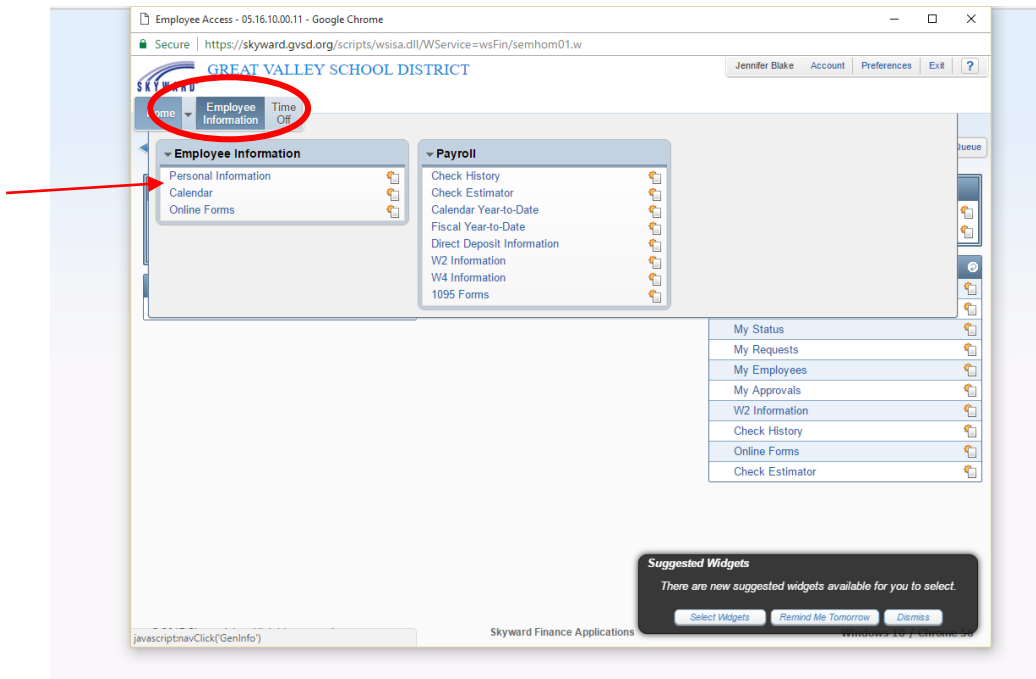 Employee Access - 05.16.10.00.11 - Google Chrome
Secure | https://skyward.gvsd.org/scripts/wsisa.dll/WService=wsFin/semhom01.w
SKYWARD
GREAT VALLEY SCHOOL DISTRICT
Jennifer Blake Account Preferences Exit ?
Home Employee Information Time Off
Queue
Employee Information
Personal Information
Calendar
Online Forms
Payroll
Check History
Check Estimator
Calendar Year-to-Date
Fiscal Year-to-Date
Direct Deposit Information
W2 Information
W4 Information
1095 Forms
My Status
My Requests
My Employees
My Approvals
W2 Information
Check History
Online Forms
Check Estimator
Suggested Widgets
There are new suggested widgets available for you to select.
Select Widgets Remind Me Tomorrow Dismiss
javascript:navClick('GenInfo')
Skyward Finance Applications
Windows 10 / Chrome 56